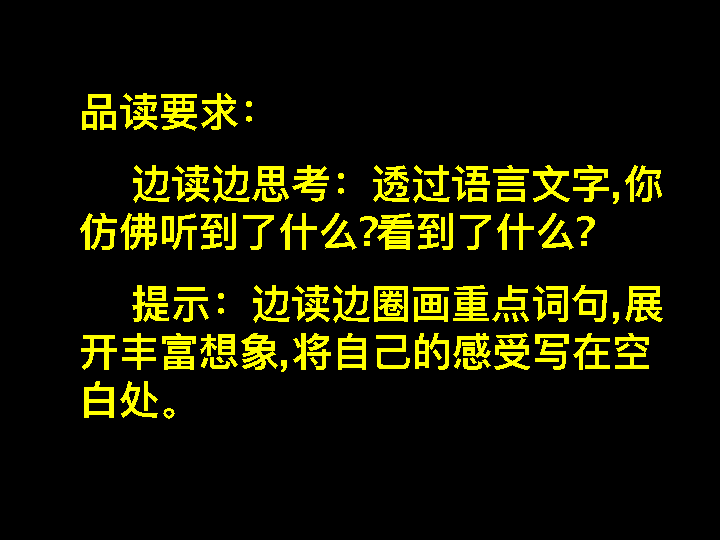 品读要求：
边读边思考：透过语言文字,你
仿佛听到了什么?看到了什么?
提示：边读边圈画重点词句,展
开丰富想象,将自己的感受写在空
白处。